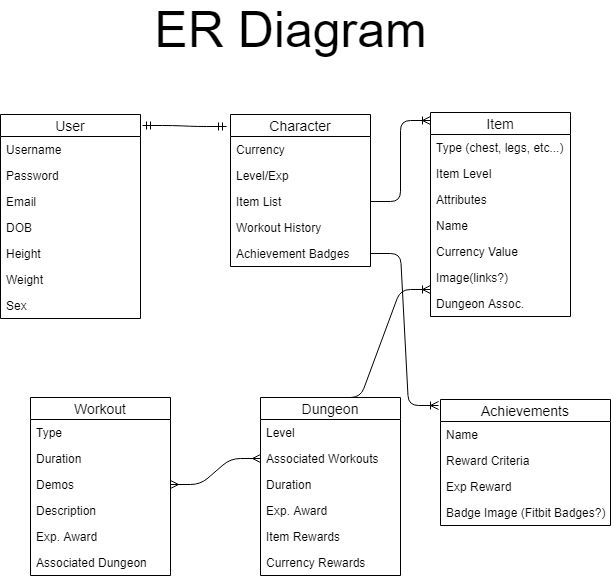 ER Diagram
User
Username
Password
Email
DOB
Height
Weight
Sex
Character
Currency
Level/Exp
Item List
Workout History
Achievement Badges
Item
Type (chest, legs, etc...)
Item Level
Attributes
Name
Currency Value
Image(links?)
Dungeon Assoc.
Workout
Type
Duration
Demos
Description
Exp. Award
Associated Dungeon
Dungeon
Level
Associated Workouts
Duration
Exp. Award
Item Rewards
Currency Rewards
Achievements
Name
Reward Criteria
Exp Reward
Badge Image (Fitbit Badges?)